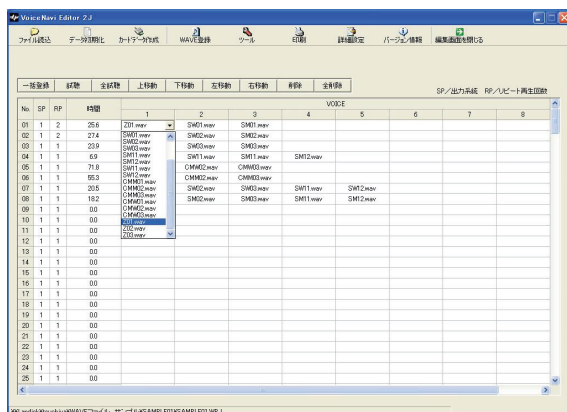 Voice Navi Editor 2J
ファイル読込 データ初期化 カードデータ作成 WAVE登録 ツール 印刷 詳細設定 バージョン情報 編集画面を閉じる
一括登録 試聴 全試聴 上移動 下移動 左移動 右移動 削除 全削除
SP/出力系統 RP/リピート再生回数
No. SP RP 時間 VOICE
1 2 3 4 5 6 7 8
01 1 2 25.6 Z01.wav SW01.wav SM01.wav
02 1 2 27.4 SW01.wav SW02.wav SM02.wav
SW02.wav
03 1 1 23.9 SW03.wav SW03.wav SM03.wav
SM11.wav
04 1 1 6.9 SM12.wav SW11.wav SM11.wav SM12.wav
SW11.wav
05 1 1 71.8 SW12.wav CMW02.wav CMW03.wav
CMM01.wav
06 1 1 55.3 CMM02.wav CMM02.wav CMM03.wav
CMM03.wav
07 1 1 20.5 CMW01.wav SW02.wav SW03.wav SW11.wav SW12.wav
CMW02.wav
08 1 1 18.2 CMW03.wav SM02.wav SM03.wav SM11.wav SM12.wav
09 1 1 0.0
10 1 1 0.0 Z01.wav
11 1 1 0.0 Z02.wav
12 1 1 0.0 Z03.wav
13 1 1 0.0
14 1 1 0.0
15 1 1 0.0
16 1 1 0.0
17 1 1 0.0
18 1 1 0.0
19 1 1 0.0
20 1 1 0.0
21 1 1 0.0
22 1 1 0.0
23 1 1 0.0
24 1 1 0.0
25 1 1 0.0